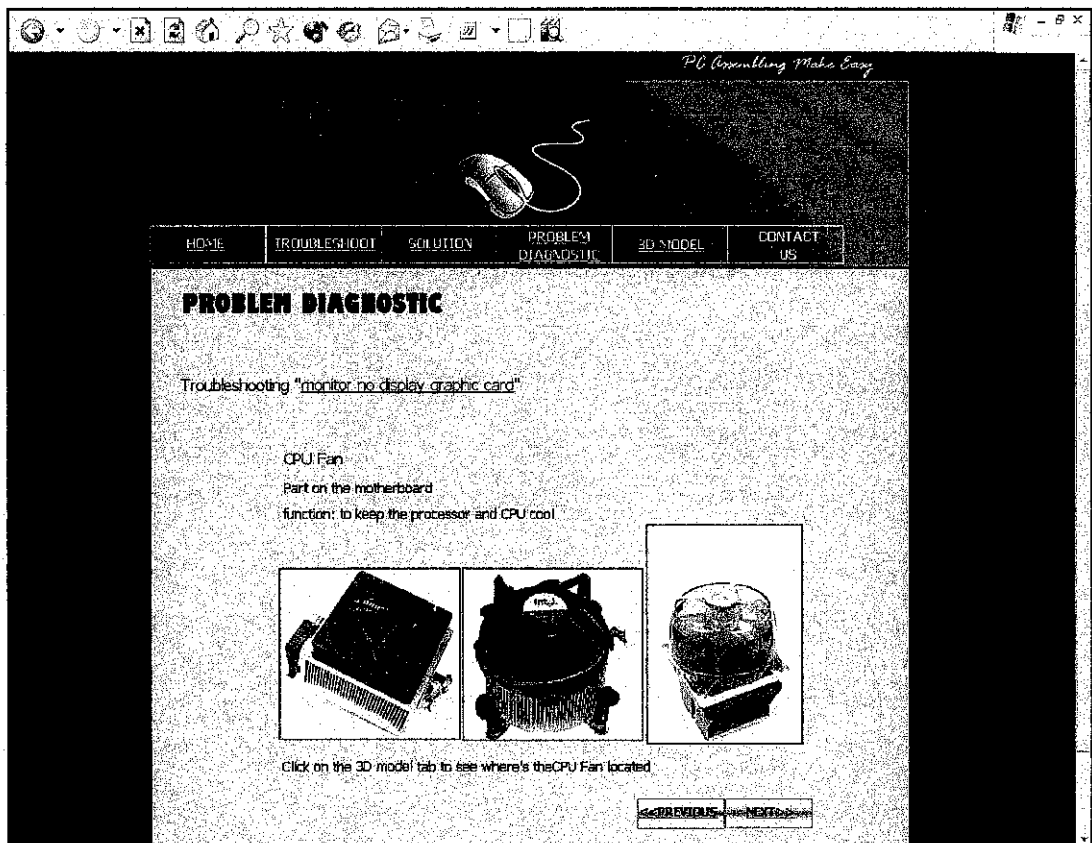 PC Assembling Make Easy
HOME TROUBLESHOOT SOLUTION PROBLEM DIAGNOSTIC 3D MODEL CONTACT US
PROBLEM DIAGNOSTIC
Troubleshooting "monitor no display graphic card"
CPU Fan
Part on the motherboard
function: to keep the processor and CPU cool
Click on the 3D model tab to see where's theCPU Fan located
<<PREVIOUS NEXT>>